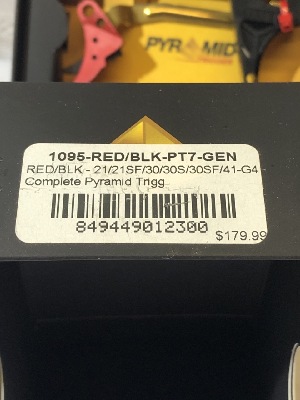 PYRAMID
TRIGGER
1095-RED/BLK-PT7-GEN
RED/BLK - 21/21SF/30/30S/30SF/41-G4
Complete Pyramid Trigg
849449012300
$179.99